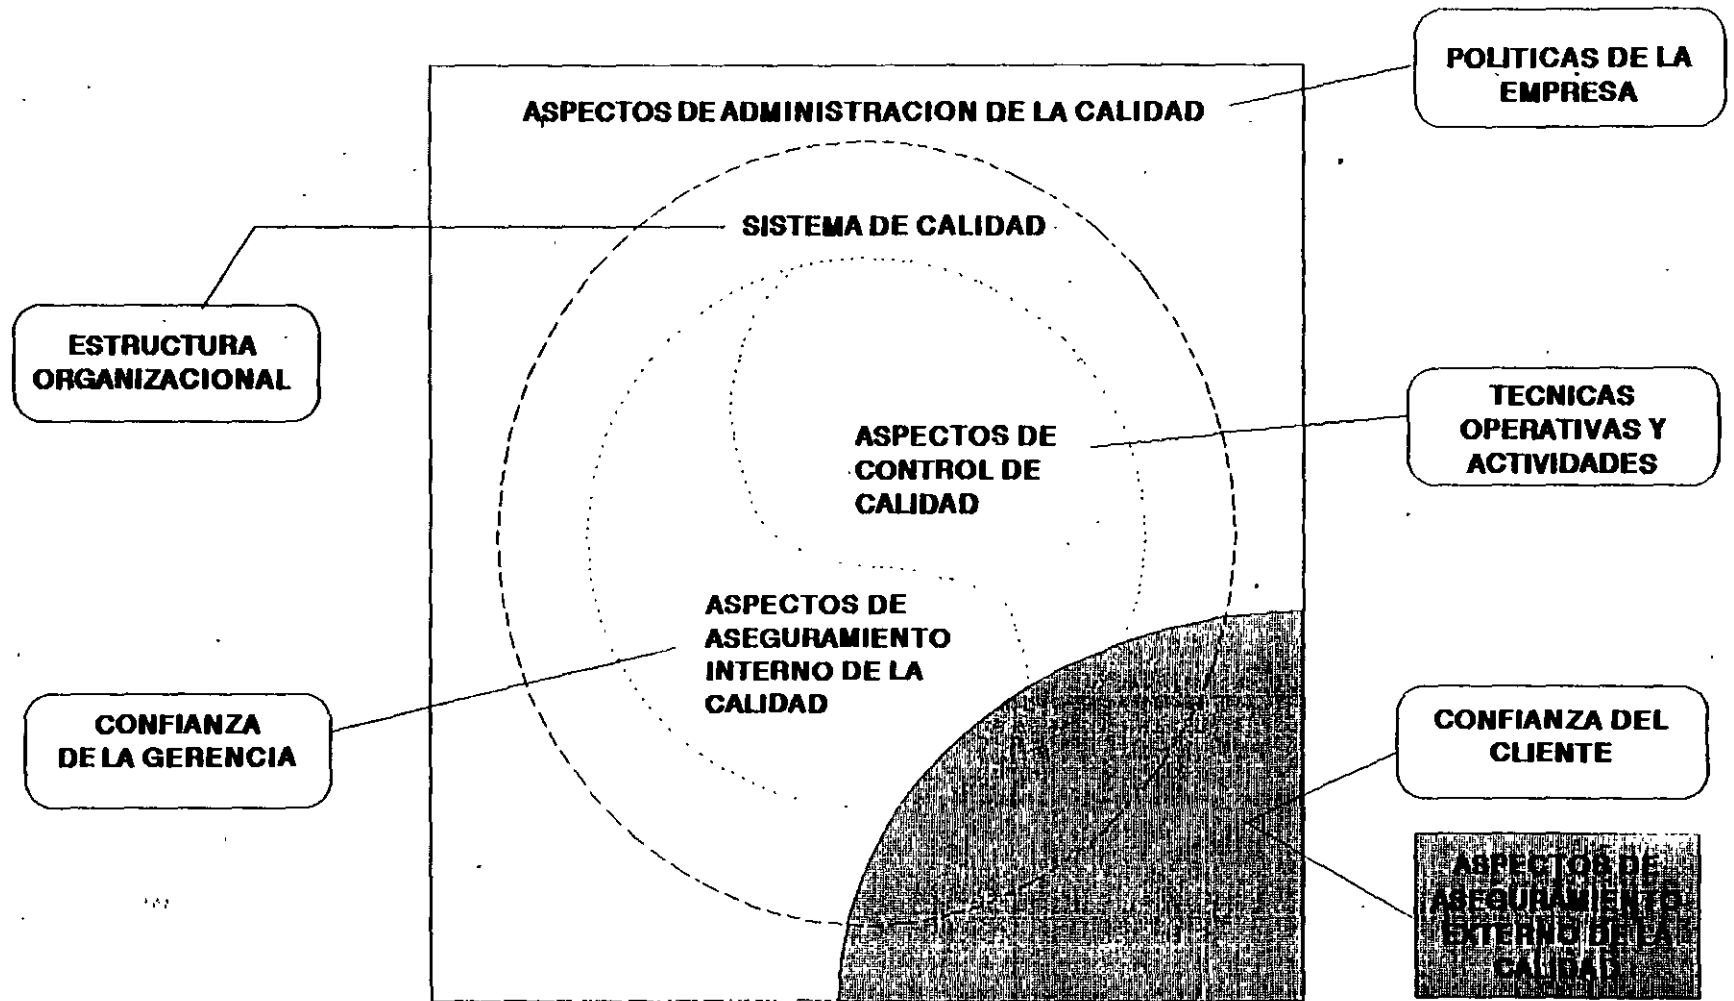 POLITICAS DE LA
EMPRESA
ASPECTOS DE ADMINISTRACION DE LA CALIDAD
SISTEMA DE CALIDAD
ESTRUCTURA
ORGANIZACIONAL
TECNICAS
OPERATIVAS Y
ACTIVIDADES
ASPECTOS DE
CONTROL DE
CALIDAD
ASPECTOS DE
ASEGURAMIENTO
INTERNO DE LA
CALIDAD
CONFIANZA
DE LA GERENCIA
CONFIANZA DEL
CLIENTE
ASPECTOS DE
ASEGURAMIENTO
EXTERNO DE LA
CALIDAD